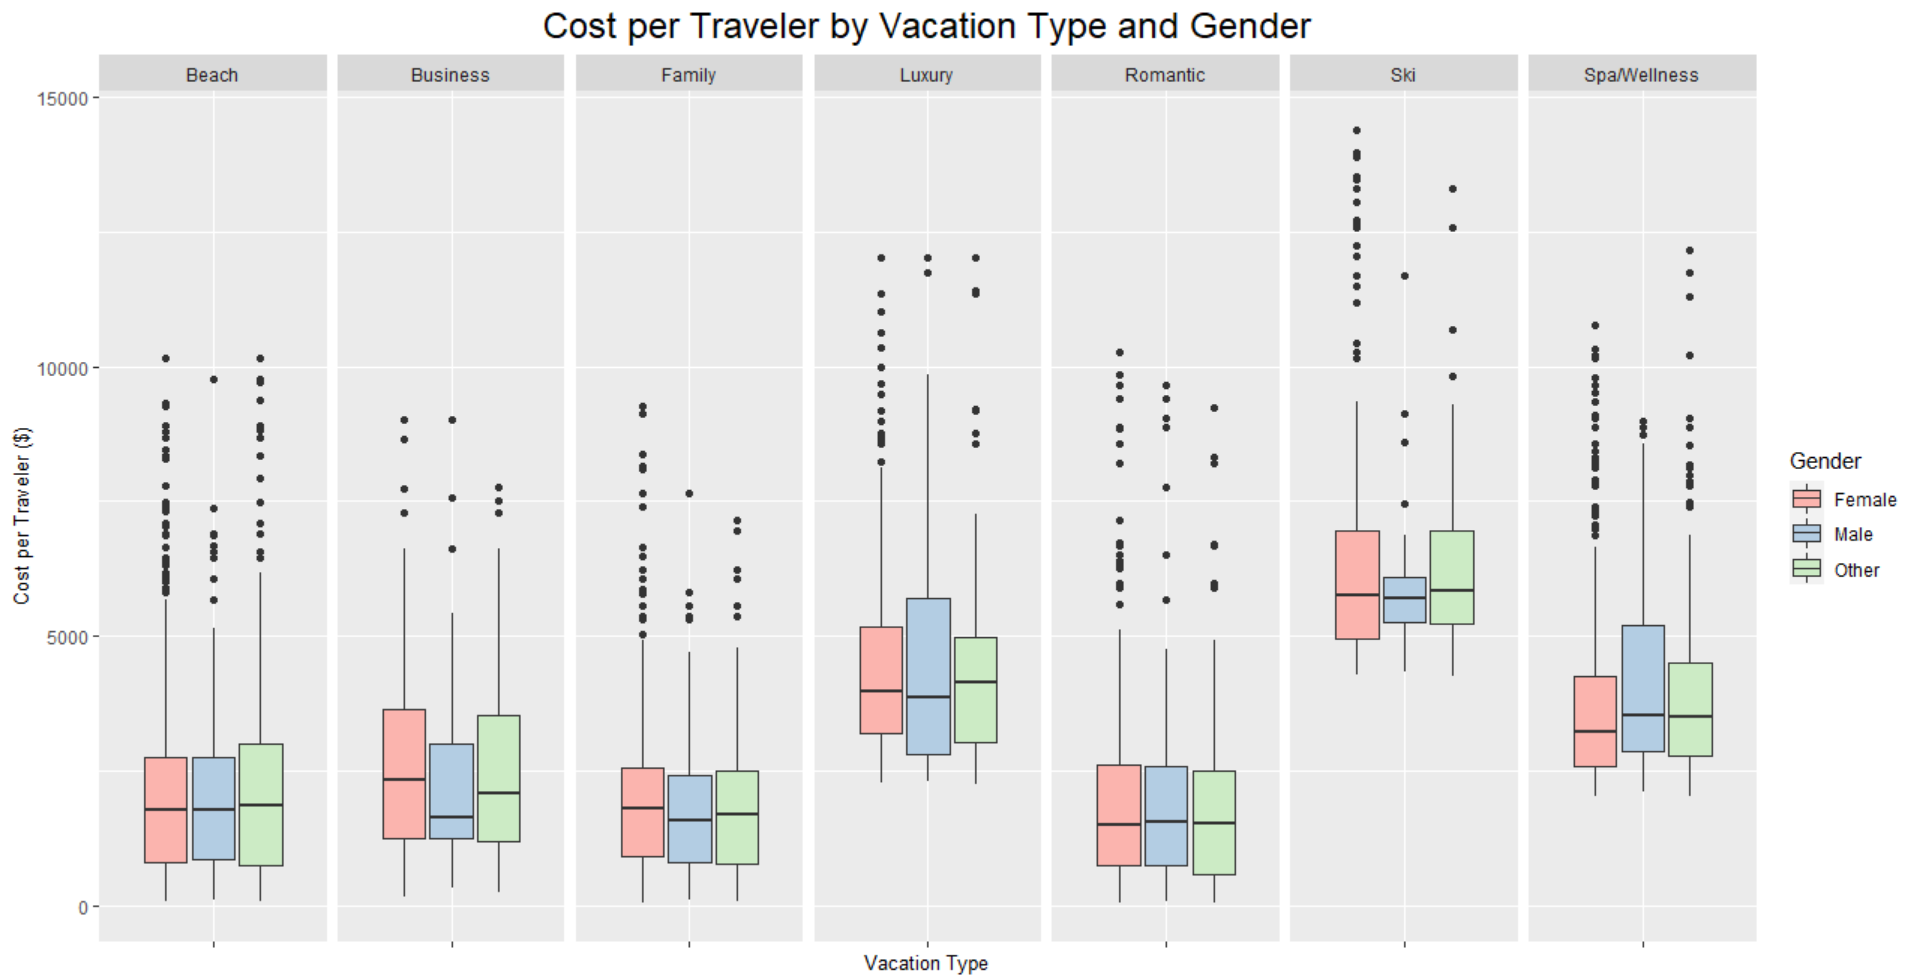 Cost per Traveler by Vacation Type and Gender
Beach Business Family Luxury Romantic Ski Spa/Wellness
15000
10000
5000
0
Cost per Traveler ($)
Vacation Type
Gender
Female
Male
Other